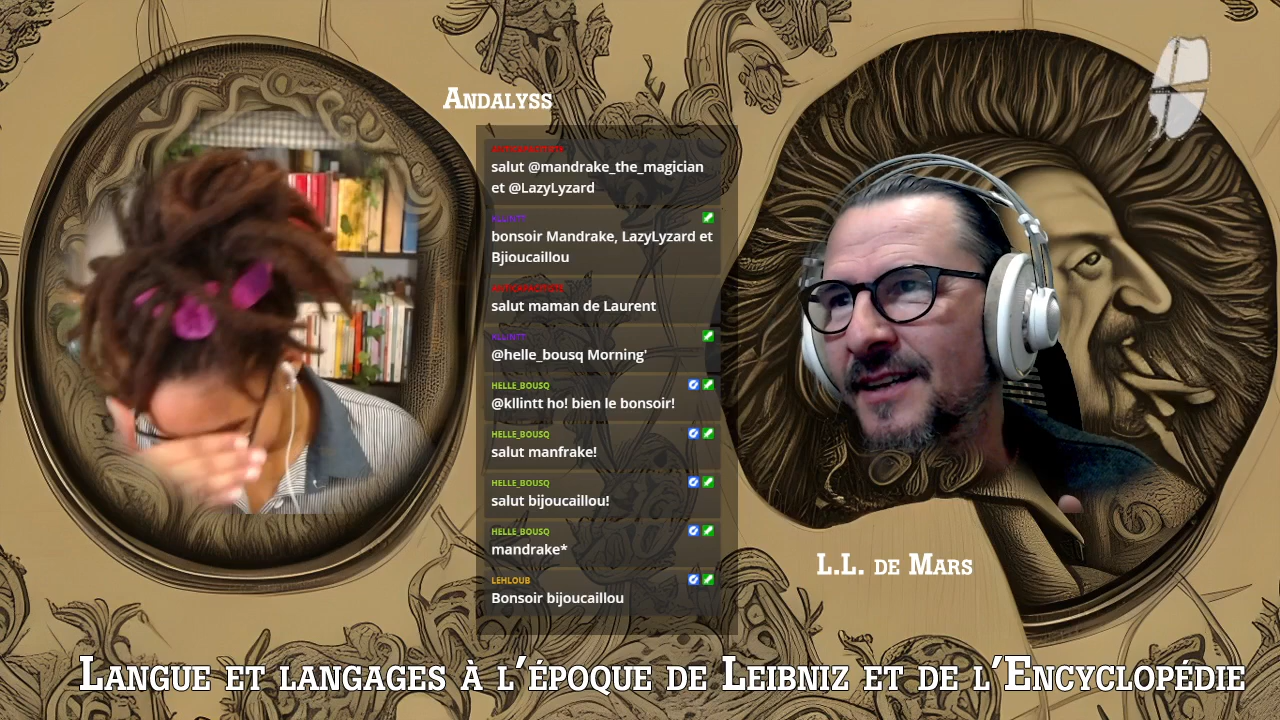 Andalyss
salut @mandrake_the_magician
et @LazyLyzard
KLLINTT
bonsoir Mandrake, LazyLyzard et
Bjioucaillou
salut maman de Laurent
KLLINTT
@helle_bousq Morning'
HELLE_BOUSQ
@kllintt ho! bien le bonsoir!
HELLE_BOUSQ
salut manfrake!
HELLE_BOUSQ
salut bijoucaillou!
HELLE_BOUSQ
mandrake*
LEHLOUB
Bonsoir bijoucaillou
L.L. de Mars
Langue et langages à l'époque de Leibniz et de l'Encyclopédie